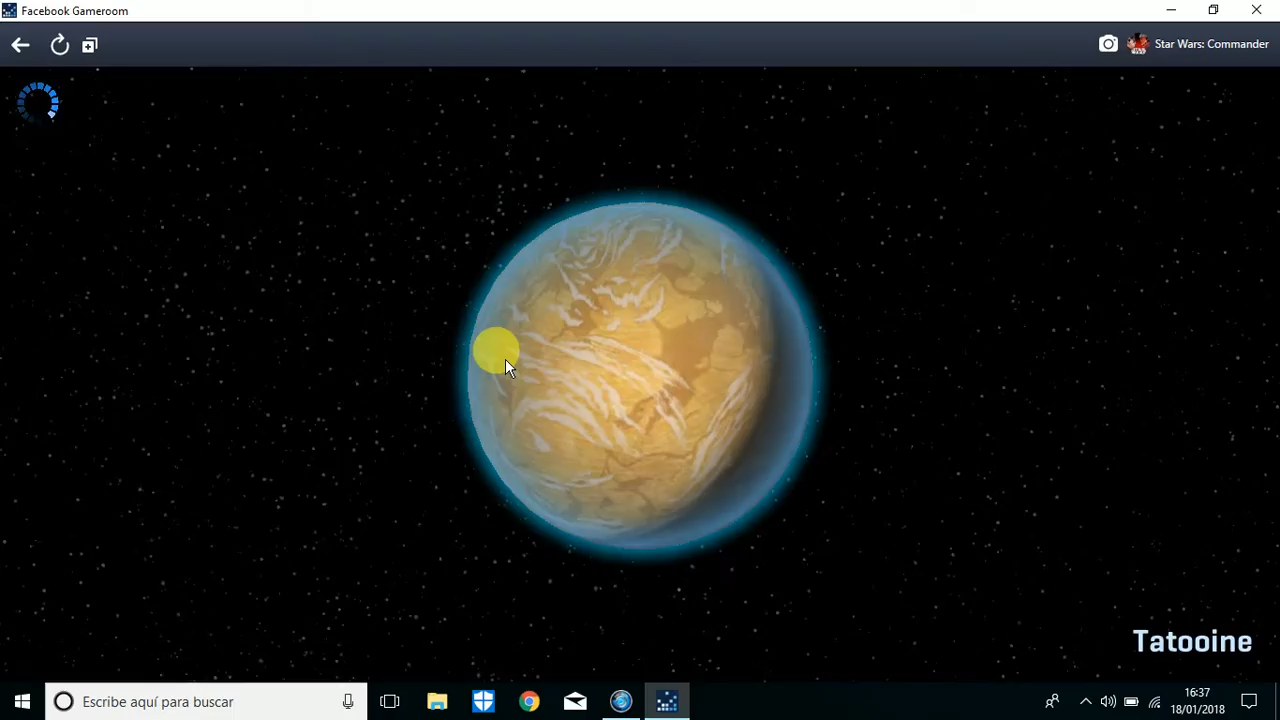 Facebook Gameroom
Star Wars: Commander
Tatooine
Escribe aquí para buscar
16:37
18/01/2018